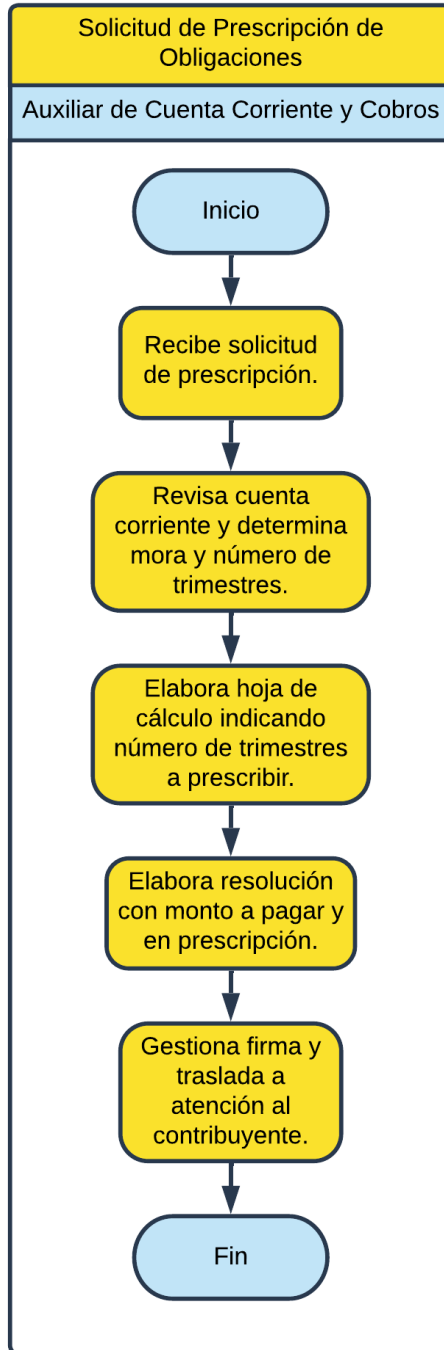 Solicitud de Prescripción de
Obligaciones
Auxiliar de Cuenta Corriente y Cobros
Inicio
Recibe solicitud
de prescripción.
Revisa cuenta
corriente y determina
mora y número de
trimestres.
Elabora hoja de
cálculo indicando
número de trimestres
a prescribir.
Elabora resolución
con monto a pagar y
en prescripción.
Gestiona firma y
traslada a
atención al
contribuyente.
Fin